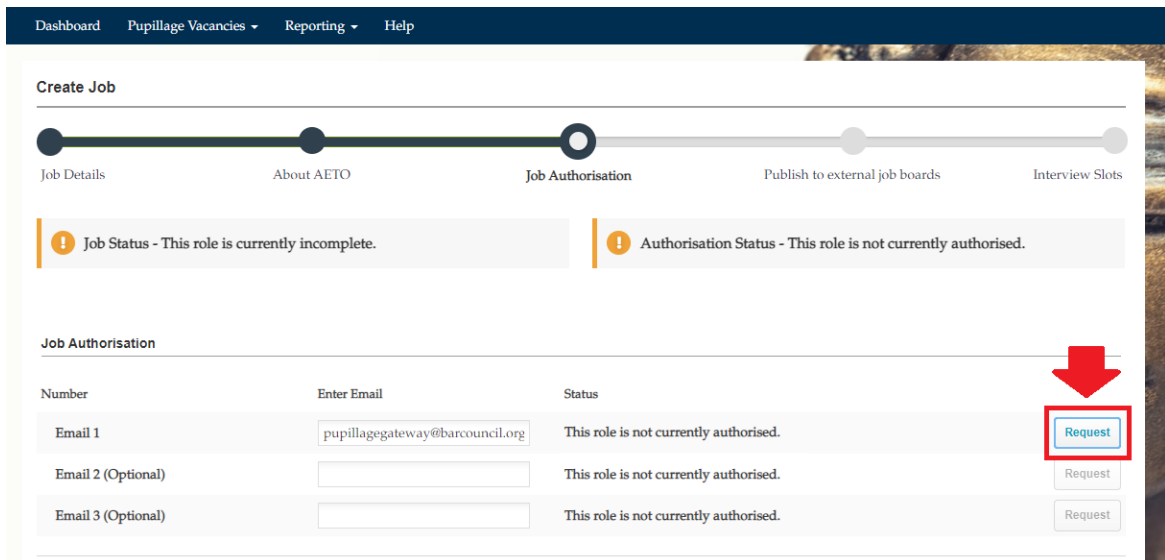 Dashboard Pupillage Vacancies Reporting Help
Create Job
Job Details About AETO Job Authorisation Publish to external job boards Interview Slots
! Job Status - This role is currently incomplete. ! Authorisation Status - This role is not currently authorised.
Job Authorisation
Number Enter Email Status
Email 1 pupillagegateway@barcouncil.org This role is not currently authorised. Request
Email 2 (Optional) This role is not currently authorised. Request
Email 3 (Optional) This role is not currently authorised. Request